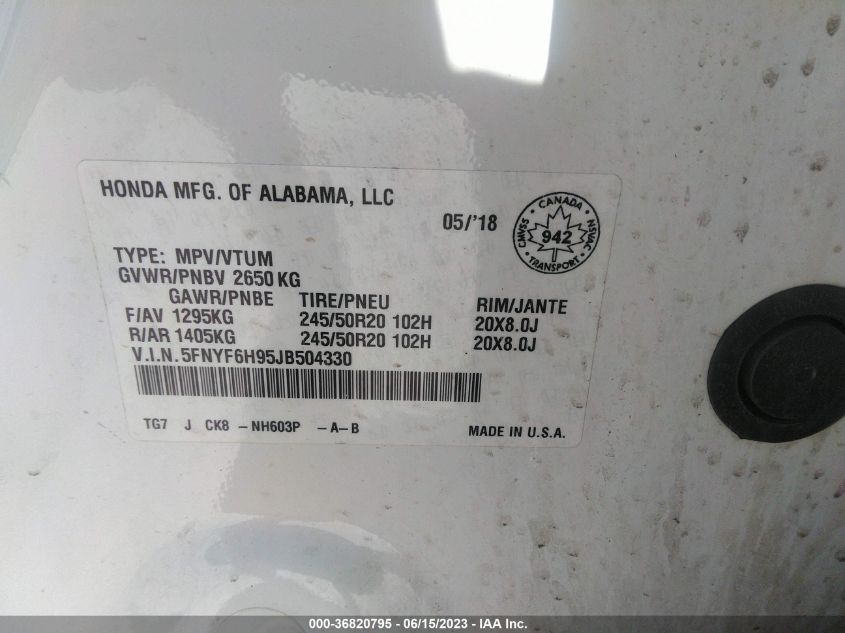 HONDA MFG. OF ALABAMA, LLC
05/'18
CANADA
CMVSS
942
NSVAC
TRANSPORT
TYPE: MPV/VTUM
GVWR/PNBV 2650 KG
GAWR/PNBE TIRE/PNEU RIM/JANTE
F/AV 1295KG 245/50R20 102H 20X8.0J
R/AR 1405KG 245/50R20 102H 20X8.0J
V.I.N.5FNYF6H95JB504330
TG7 J CK8 -NH603P -A-B MADE IN U.S.A.
000-36820795 - 06/15/2023 - IAA Inc.